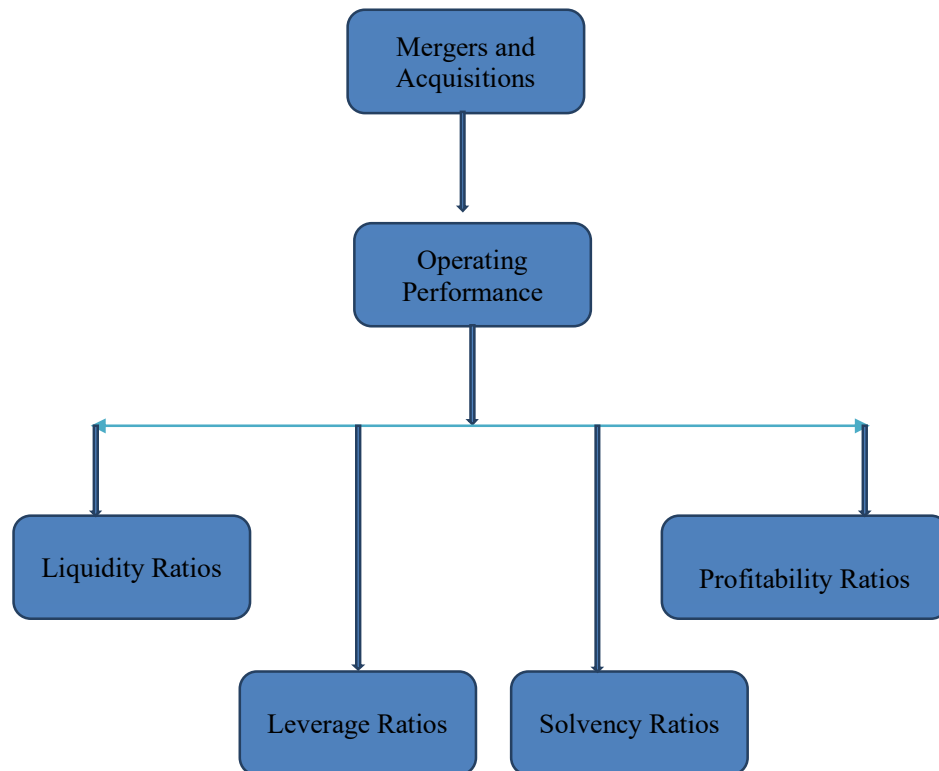 Mergers and
Acquisitions
Operating
Performance
Liquidity Ratios
Profitability Ratios
Leverage Ratios
Solvency Ratios